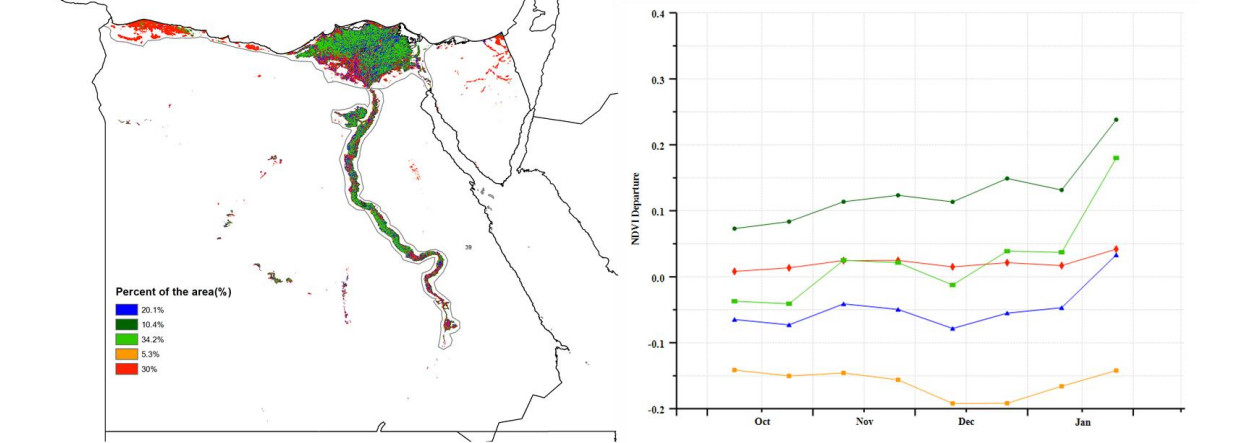 39
Percent of the area(%)
20.1%
10.4%
34.2%
5.3%
30%
NDVI Departure
0.4
0.3
0.2
0.1
0.0
-0.1
-0.2
Oct
Nov
Dec
Jan